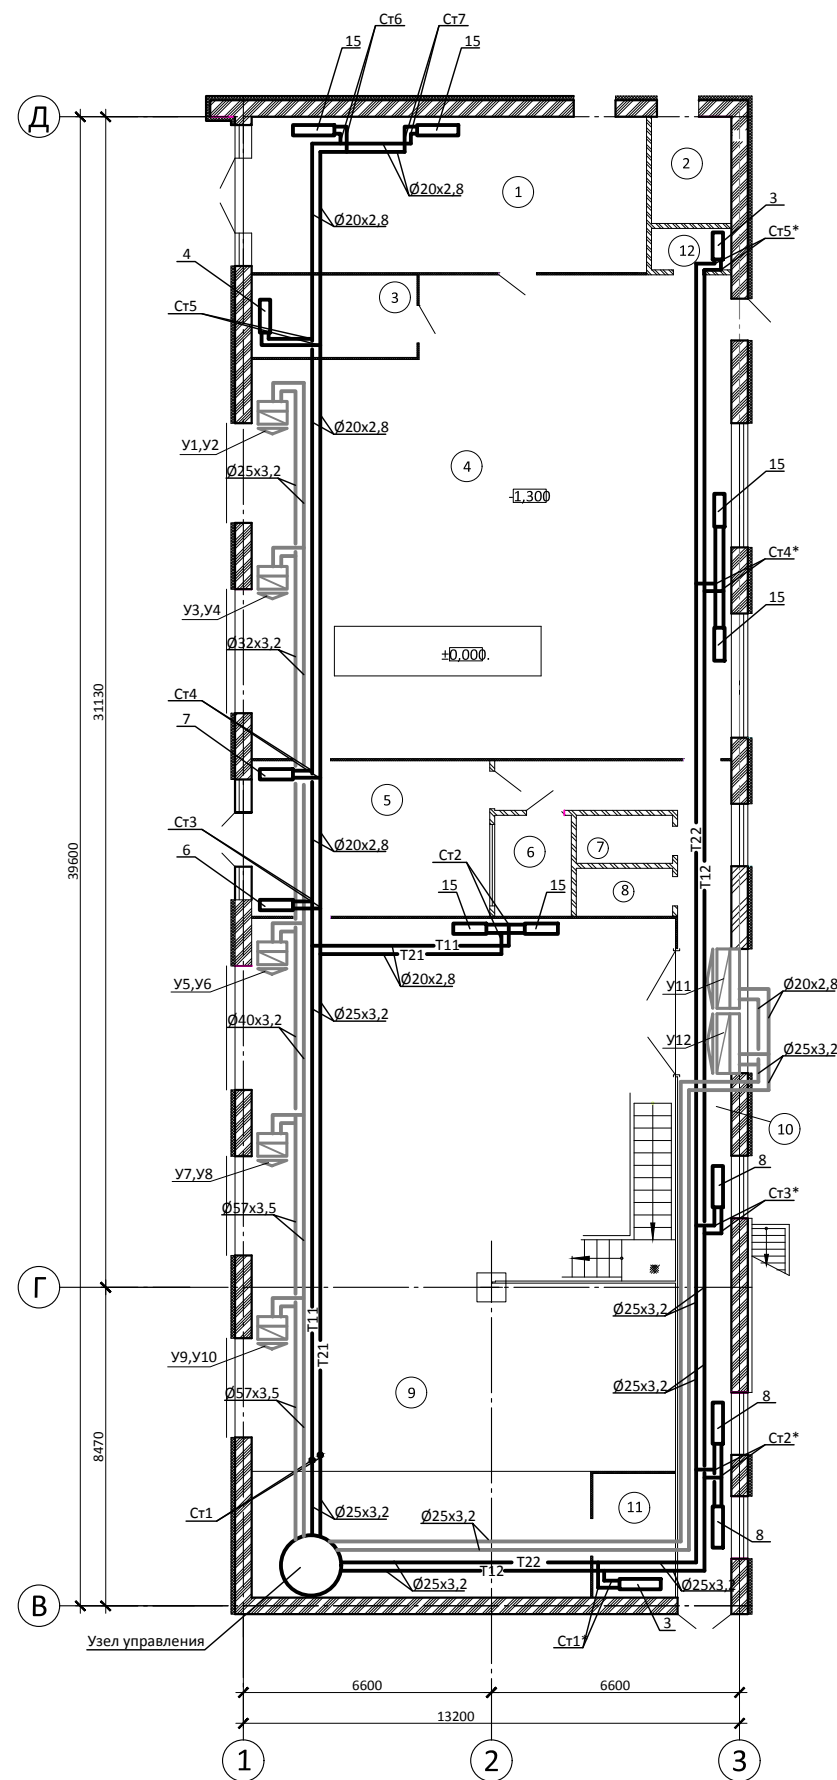 Ст6
Ст7
15
15
Д
1
2
Ø20x2,8
Ø20x2,8
3
Ст5*
12
4
Ст5
3
Ø20x2,8
У1,У2
4
Ø25x3,2
-1,300
15
Ст4*
У3,У4
15
Ø32x3,2
±0,000.
31130
Ст4
7
5
39600
Ст3
Ø20x2,8
Т22
6
7
Ст2
6
Т12
8
15
15
Т11
Т21
У5,У6
Ø20x2,8
У11
Ø20x2,8
Ø40x3,2
Ø25x3,2
У12
Ø25x3,2
10
У7,У8
8
Ст3*
Ø57x3,5
Г
Т11
Ø25x3,2
Т21
У9,У10
Ø57x3,5
9
Ø25x3,2
8
8470
Ст2*
Ст1
Ø25x3,2
Ø25x3,2
11
8
Т22
Т12
Ø25x3,2
Ø25x3,2
В
3
Узел управления
Ст1*
6600
6600
13200
1
2
3